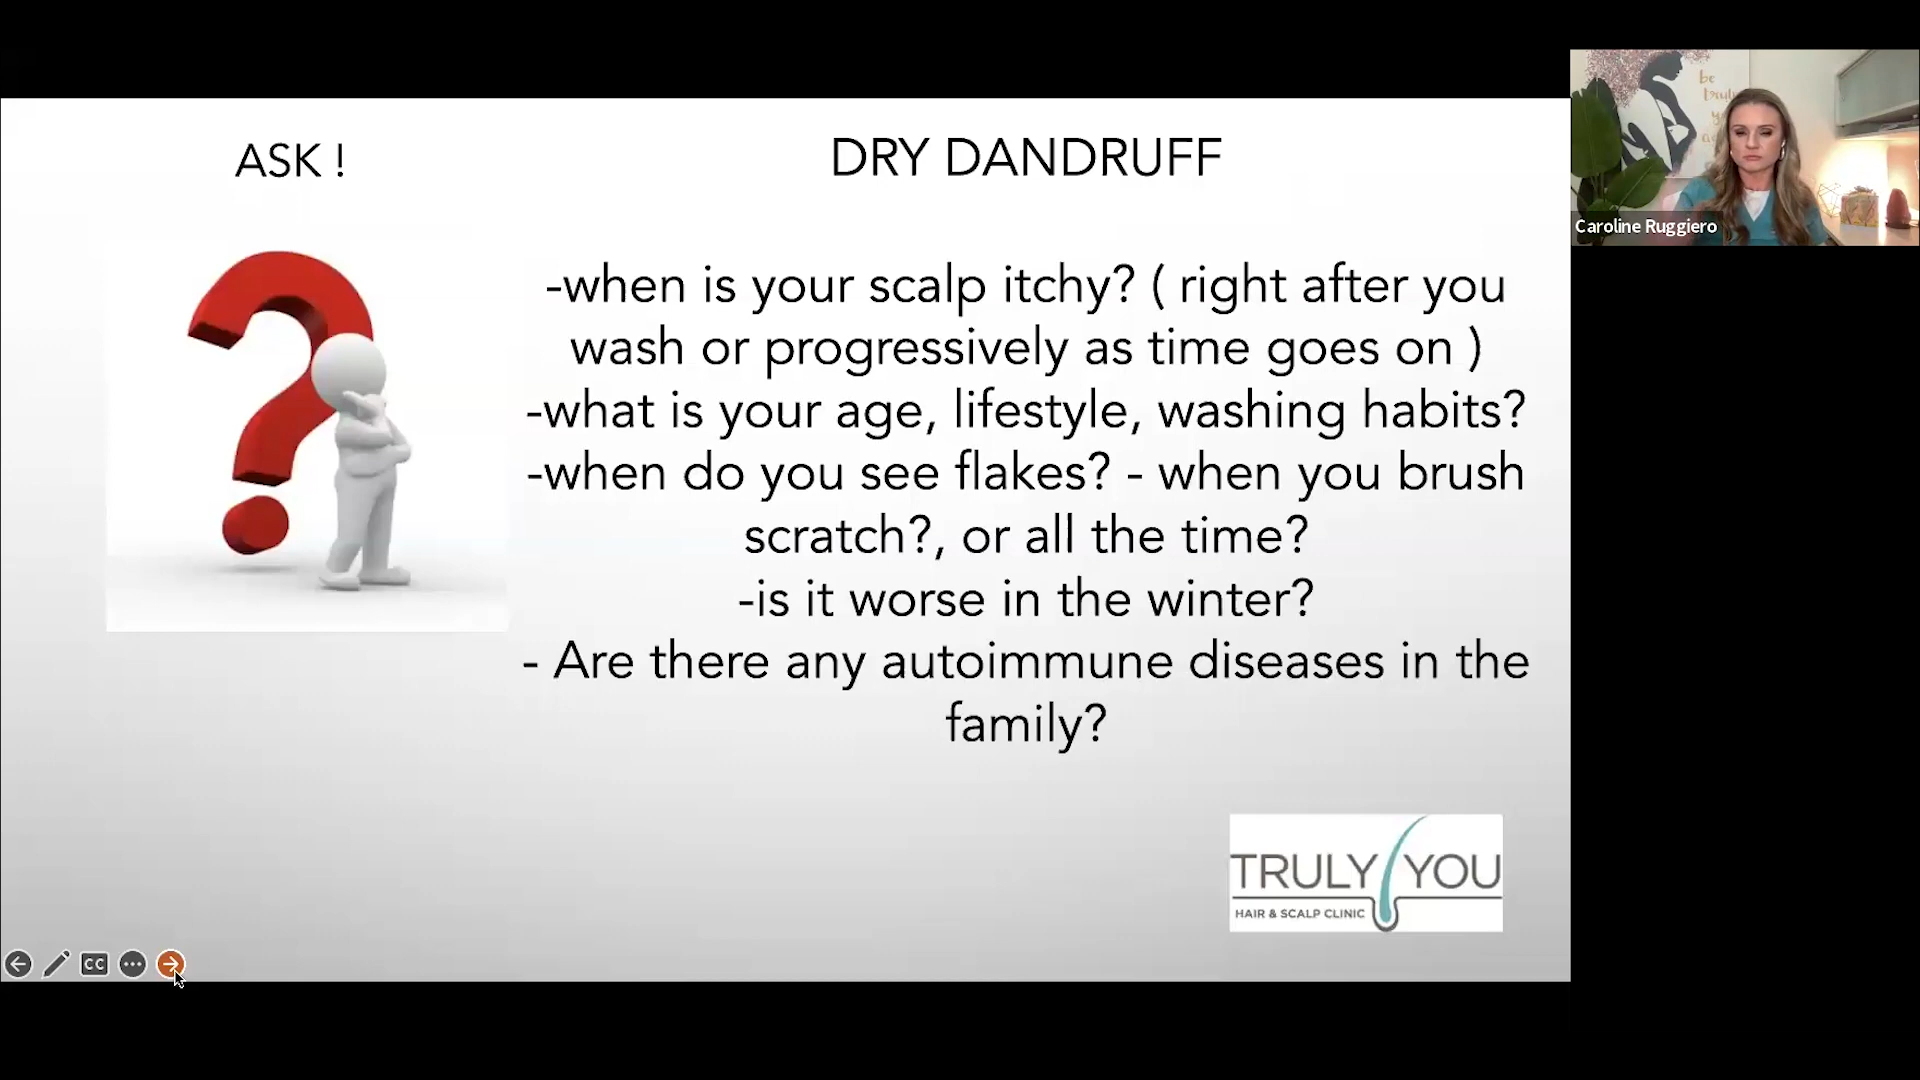 ASK !
DRY DANDRUFF
-when is your scalp itchy? ( right after you
wash or progressively as time goes on )
-what is your age, lifestyle, washing habits?
-when do you see flakes? - when you brush
scratch?, or all the time?
-is it worse in the winter?
- Are there any autoimmune diseases in the
family?
TRULY YOU
HAIR & SCALP CLINIC
CC
be
Caroline Ruggiero